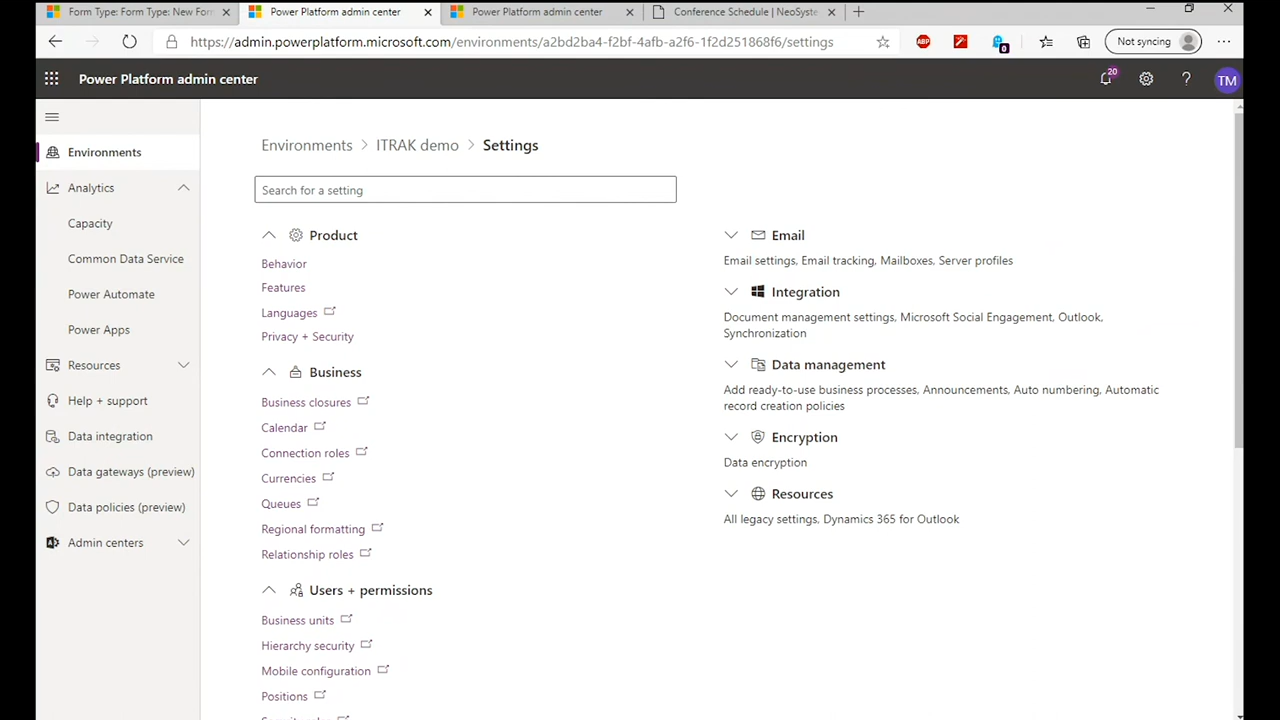 Form Type: Form Type: New Form
Power Platform admin center
Power Platform admin center
Conference Schedule | NeoSyste
https://admin.powerplatform.microsoft.com/environments/a2bd2ba4-f2bf-4afb-a2f6-1f2d251868f6/settings
ABP
0
Not syncing
Power Platform admin center
20
?
TM
Environments
Analytics
Capacity
Common Data Service
Power Automate
Power Apps
Resources
Help + support
Data integration
Data gateways (preview)
Data policies (preview)
Admin centers
Environments > ITRAK demo > Settings
Search for a setting
Product
Behavior
Features
Languages
Privacy + Security
Business
Business closures
Calendar
Connection roles
Currencies
Queues
Regional formatting
Relationship roles
Users + permissions
Business units
Hierarchy security
Mobile configuration
Positions
Email
Email settings, Email tracking, Mailboxes, Server profiles
Integration
Document management settings, Microsoft Social Engagement, Outlook,
Synchronization
Data management
Add ready-to-use business processes, Announcements, Auto numbering, Automatic
record creation policies
Encryption
Data encryption
Resources
All legacy settings, Dynamics 365 for Outlook